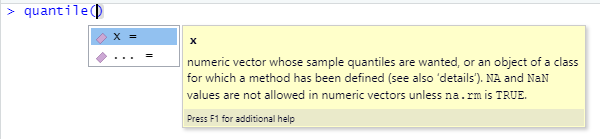 > quantile()
x =
... =
x
numeric vector whose sample quantiles are wanted, or an object of a class
for which a method has been defined (see also ‘details’). NA and NaN
values are not allowed in numeric vectors unless na.rm is TRUE.
Press F1 for additional help